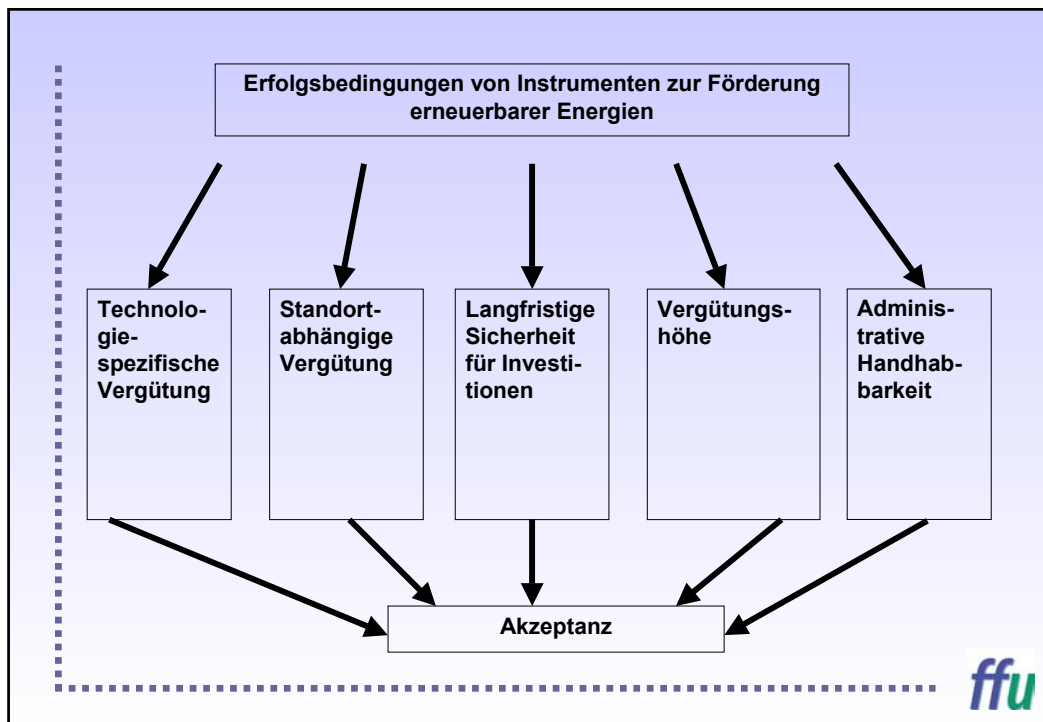 Erfolgsbedingungen von Instrumenten zur Förderung
erneuerbarer Energien
Technolo-
gie-
spezifische
Vergütung
Standort-
abhängige
Vergütung
Langfristige
Sicherheit
für Investi-
tionen
Vergütungs-
höhe
Adminis-
trative
Handhab-
barkeit
Akzeptanz
ffu